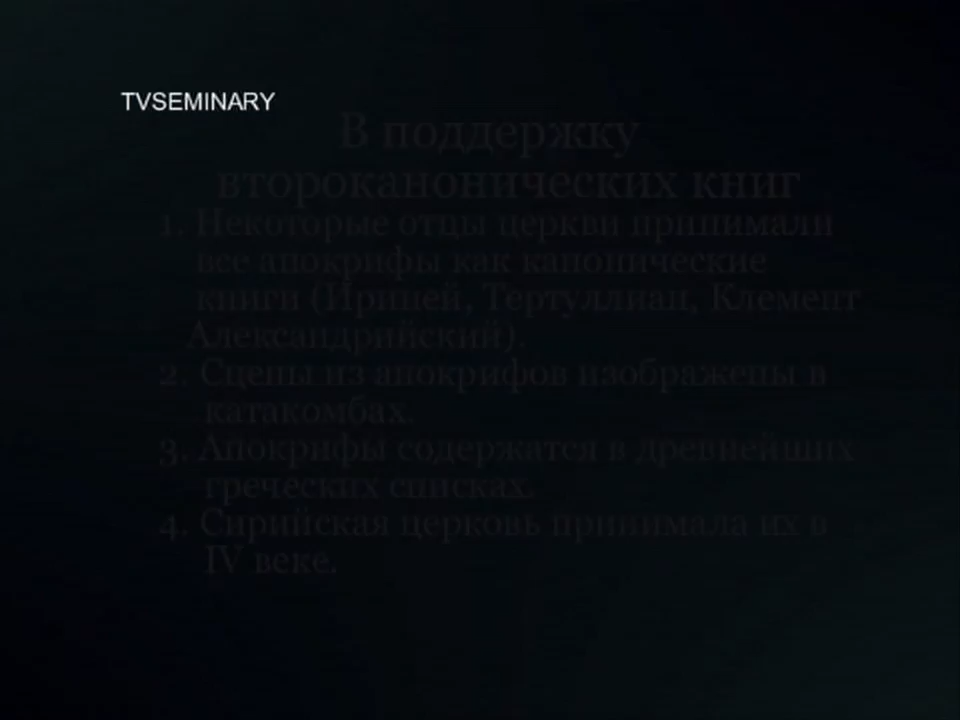 TVSEMINARY
В поддержку
второканонических книг
1. Некоторые отцы церкви принимали
все апокрифы как канонические
книги (Ириней, Тертуллиан, Климент
Александрийский).
2. Сцены из апокрифов изображены в
катакомбах.
3. Апокрифы содержатся в древнейших
греческих списках.
4. Сирийская церковь принимала их в
IV веке.